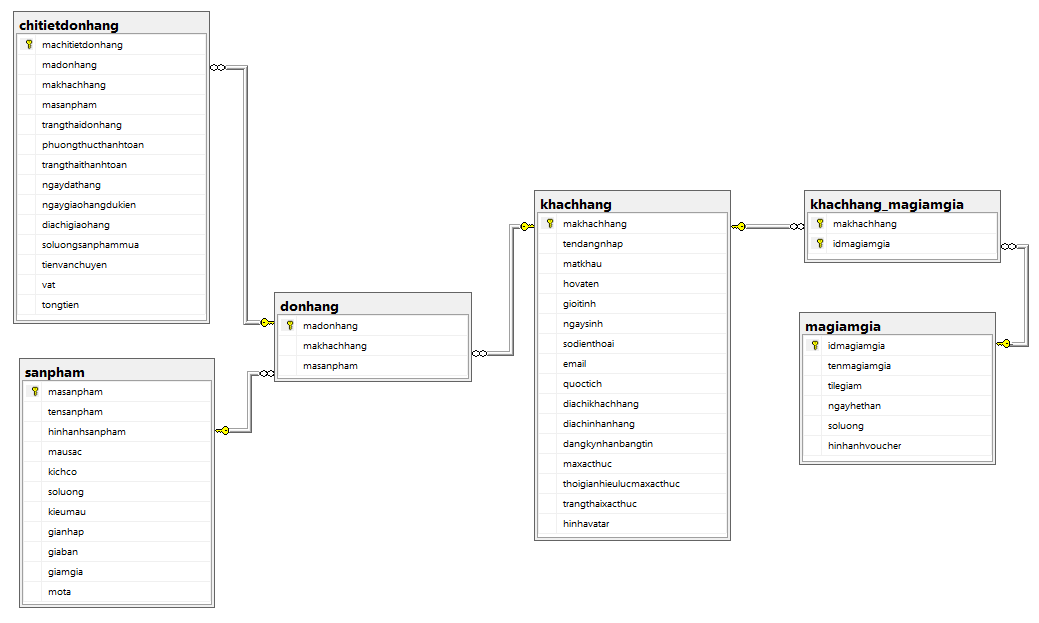 chitietdonhang
machitietdonhang
madonhang
makhachhang
masanpham
trangthaidonhang
phuongthucthanhtoan
trangthaithanhtoan
ngaydathang
ngaygiaohangdukien
diachigiaohang
soluongsanphammua
tienvanchuyen
vat
tongtien
sanpham
masanpham
tensanpham
hinhanhsanpham
mausac
kichco
soluong
kieumau
gianhap
giaban
giamgia
mota
donhang
madonhang
makhachhang
masanpham
khachhang
makhachhang
tendangnhap
matkhau
hovaten
gioitinh
ngaysinh
sodienthoai
email
quoctich
diachikhachhang
diachinhanhang
dangkynhanbangtin
maxacthuc
thoigianhieulucmaxacthuc
trangthaixacthuc
hinhavatar
khachhang_magiamgia
makhachhang
idmagiamgia
magiamgia
idmagiamgia
tenmagiamgia
tilegiam
ngayhethan
soluong
hinhanhvoucher